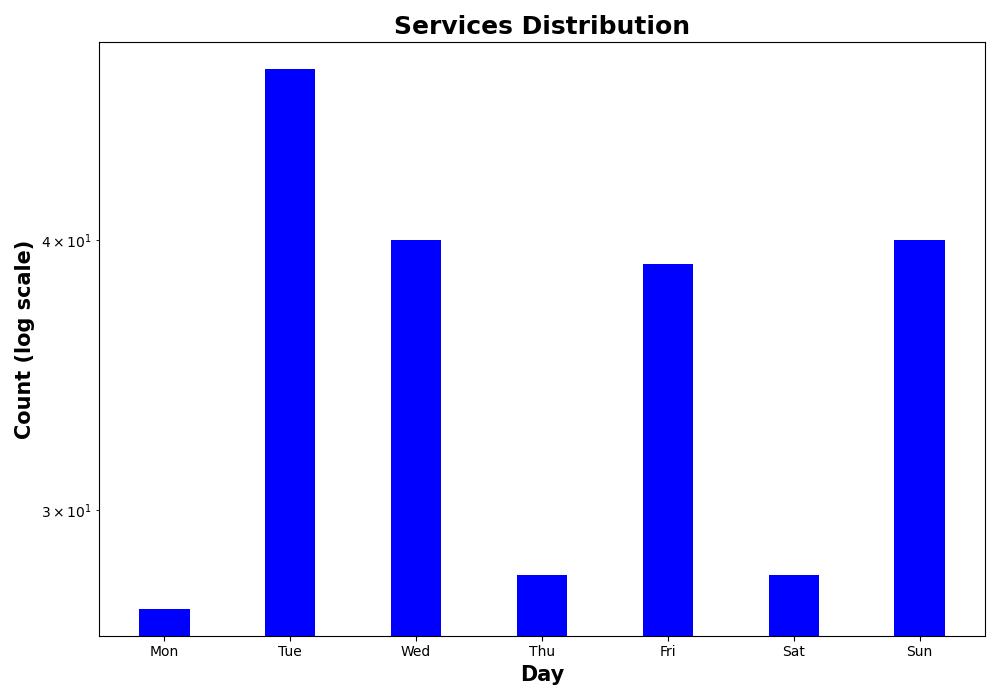 Services Distribution
Count (log scale)
4 × 10¹
3 × 10¹
Mon Tue Wed Thu Fri Sat Sun
Day